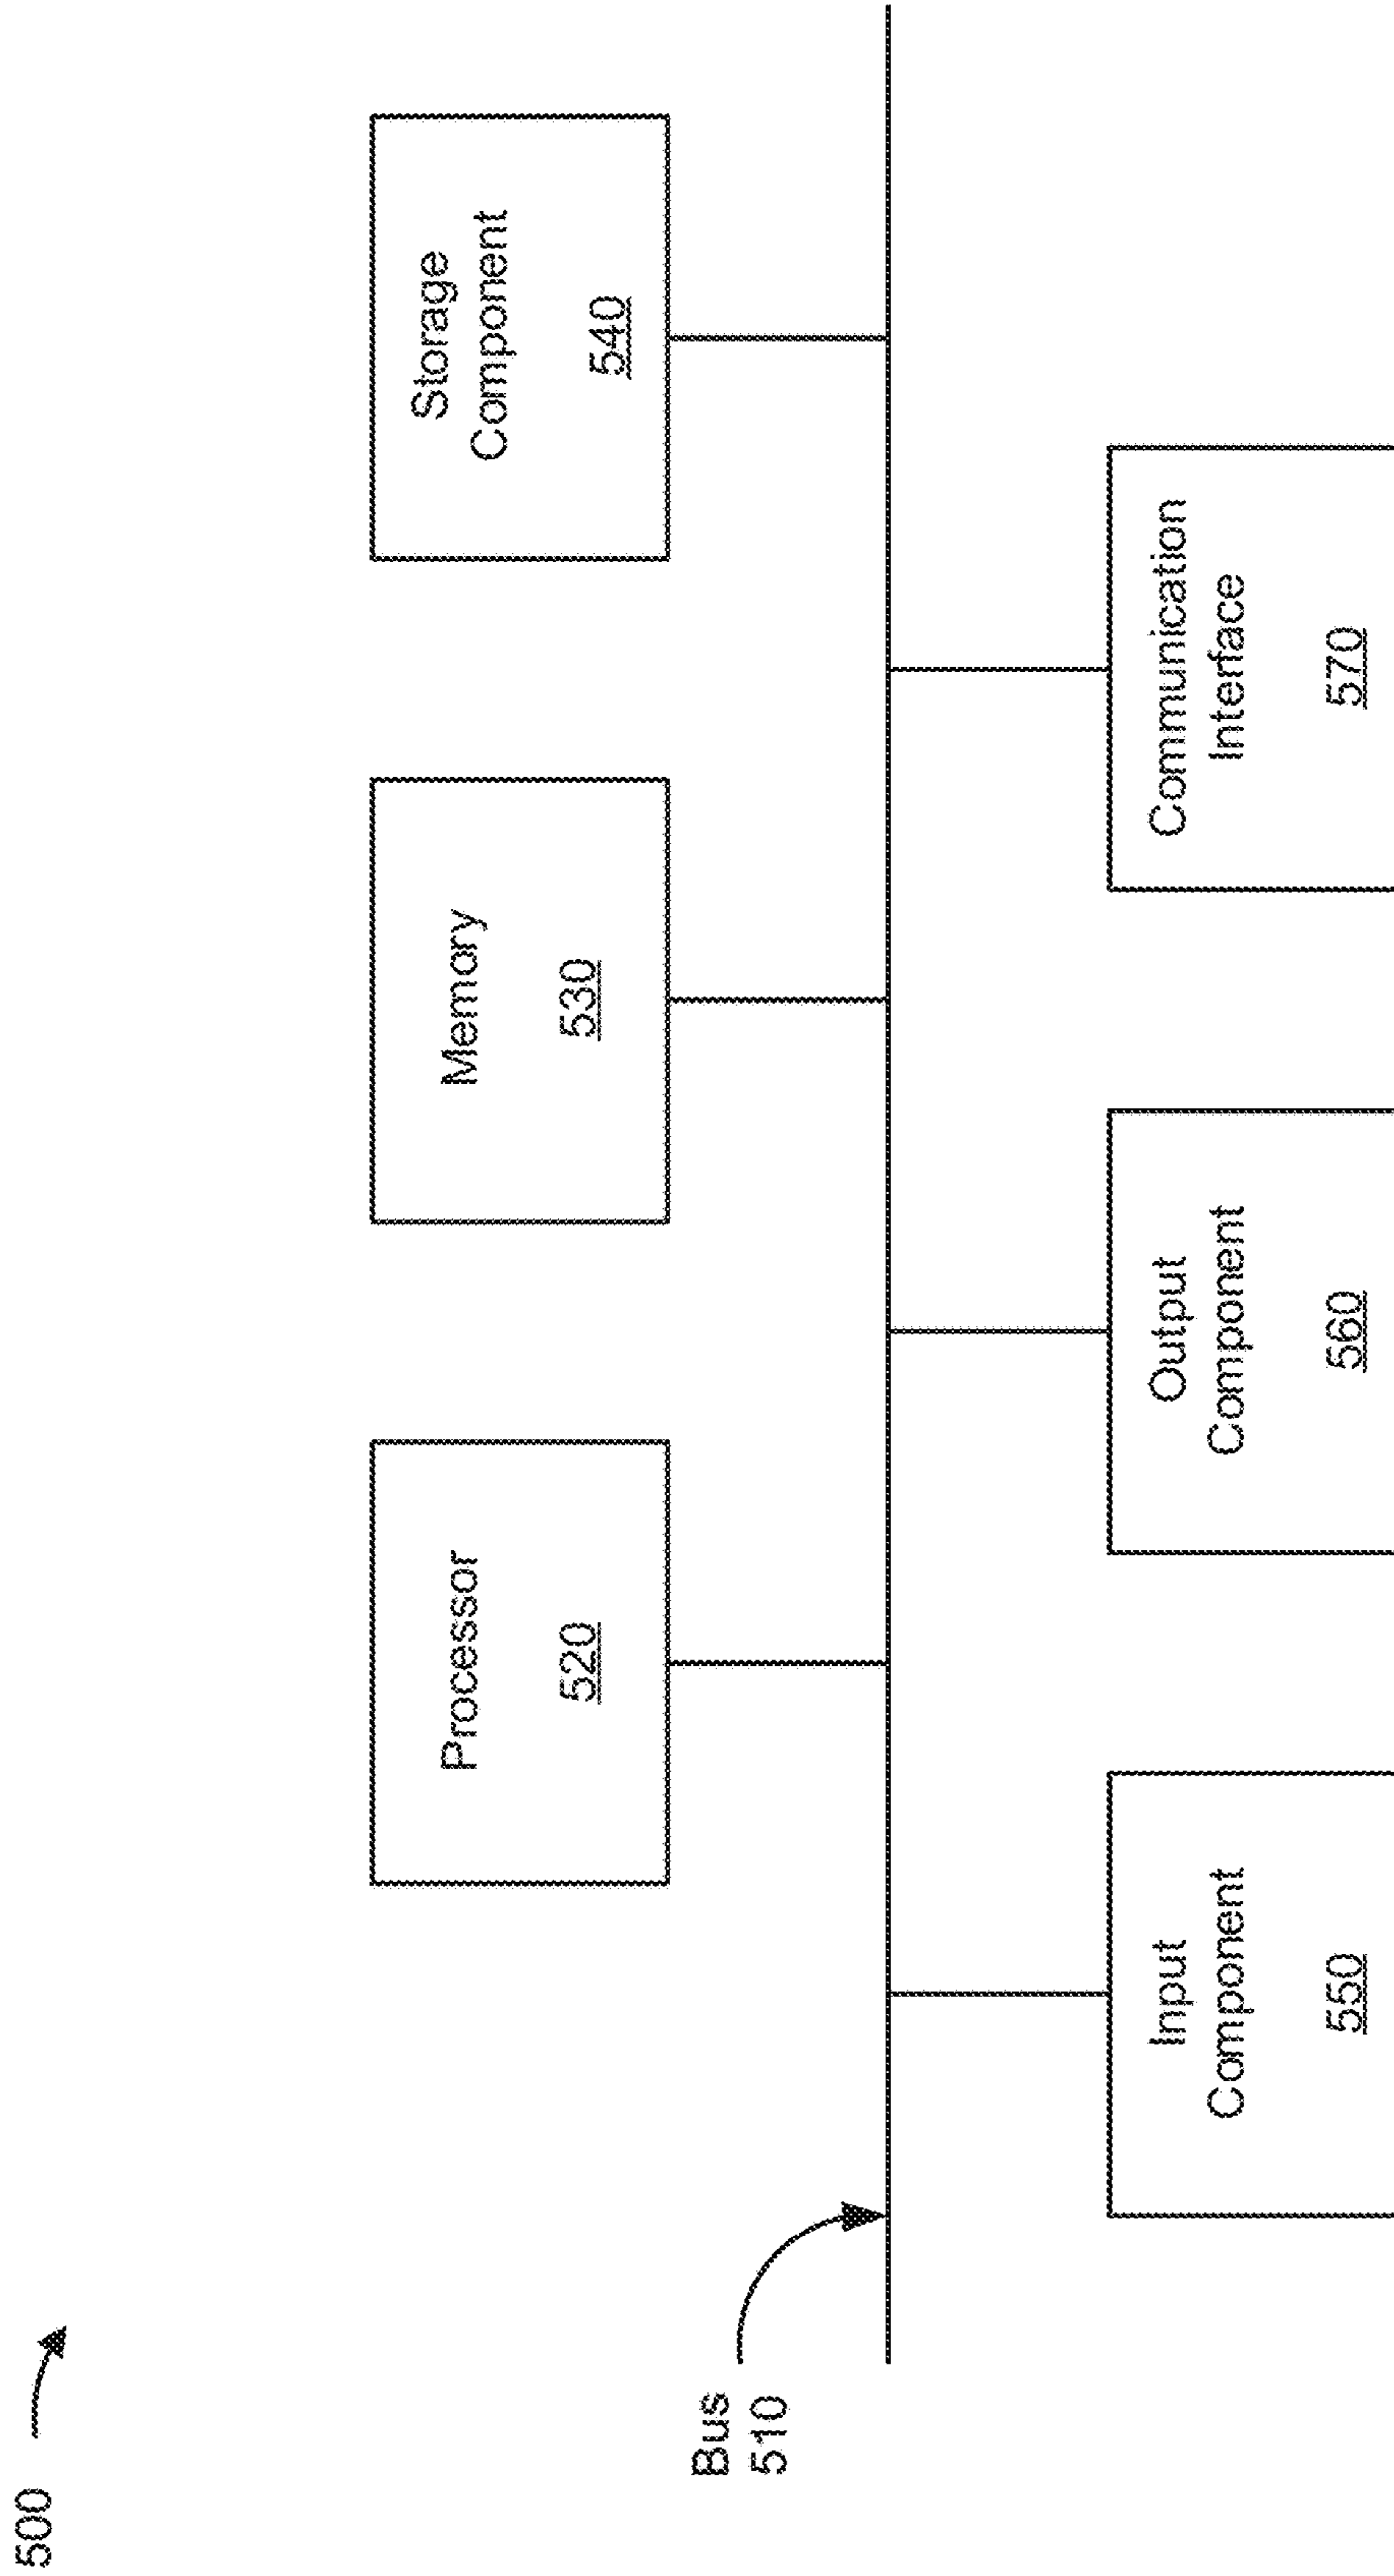 500
Bus
510
Processor
520
Memory
530
Storage
Component
540
Input
Component
550
Output
Component
560
Communication
Interface
570